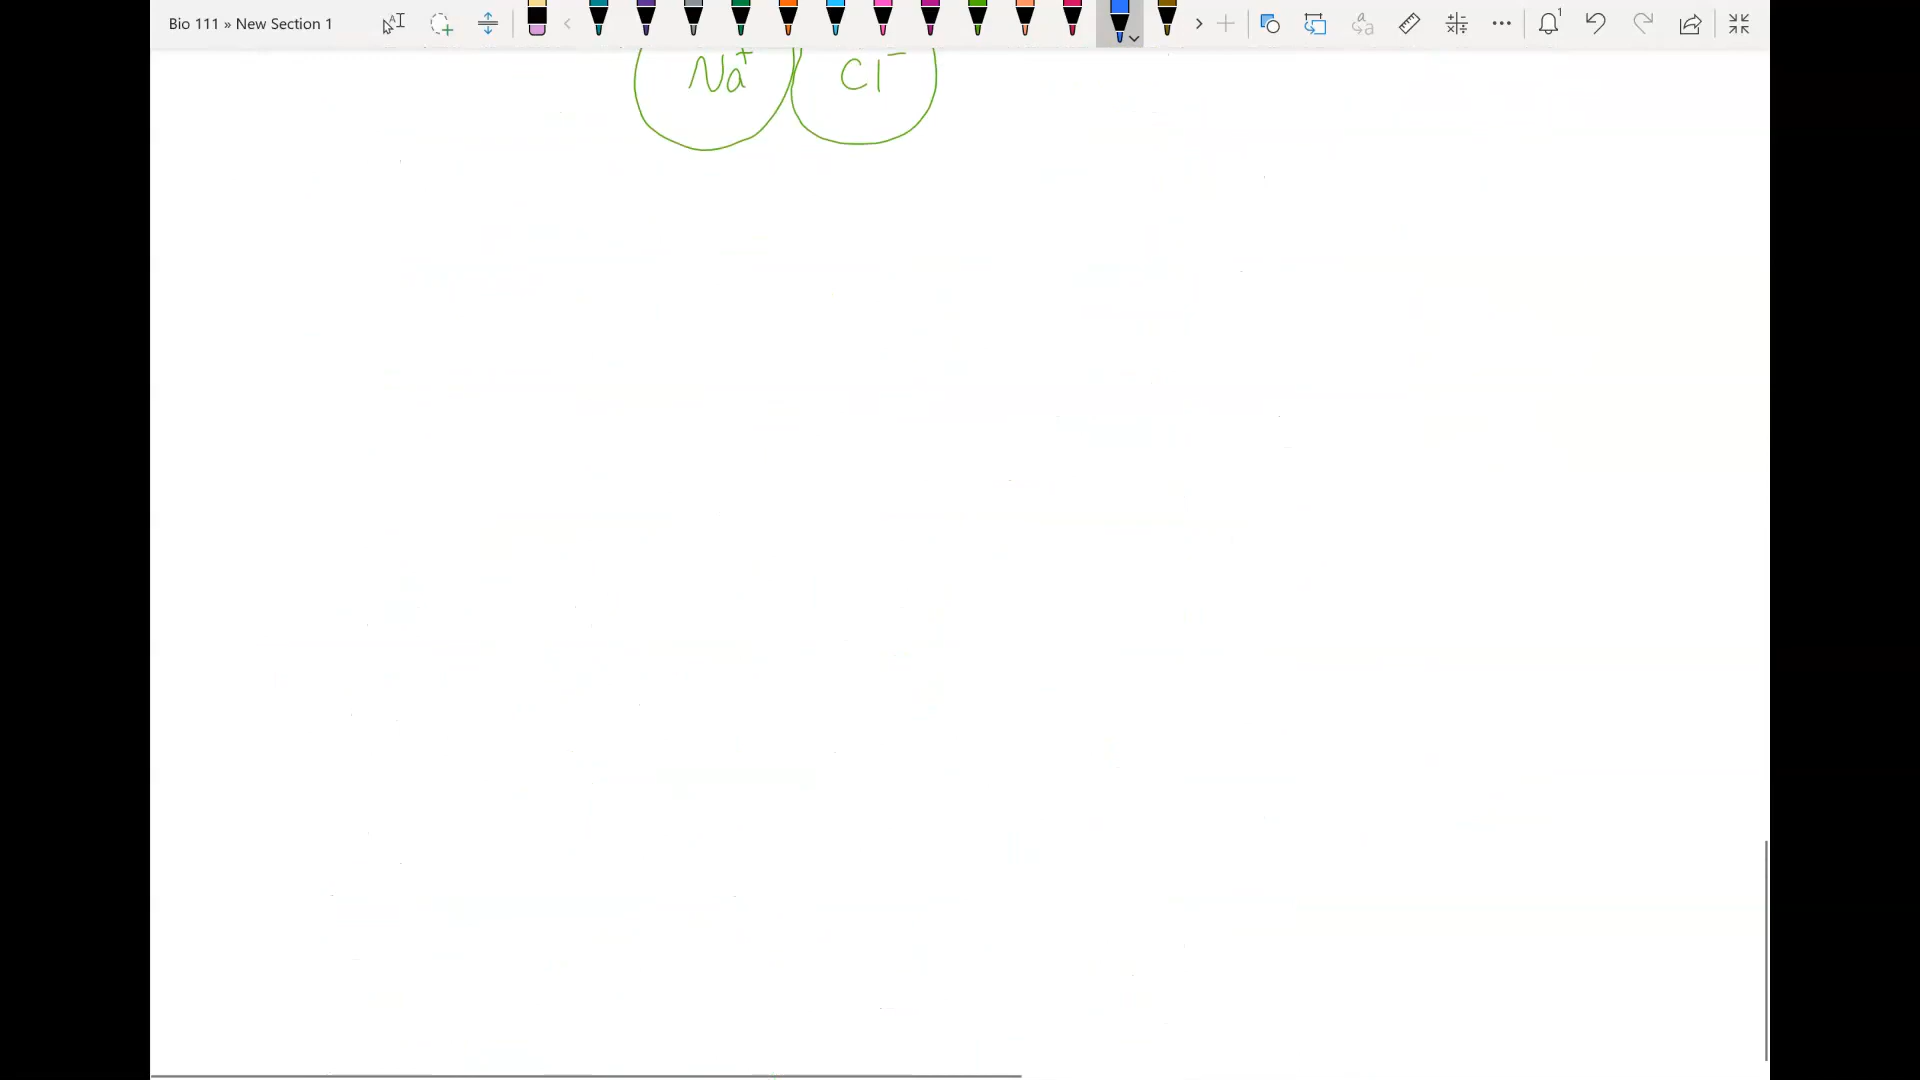 Bio 111 » New Section 1
Na⁺ Cl⁻